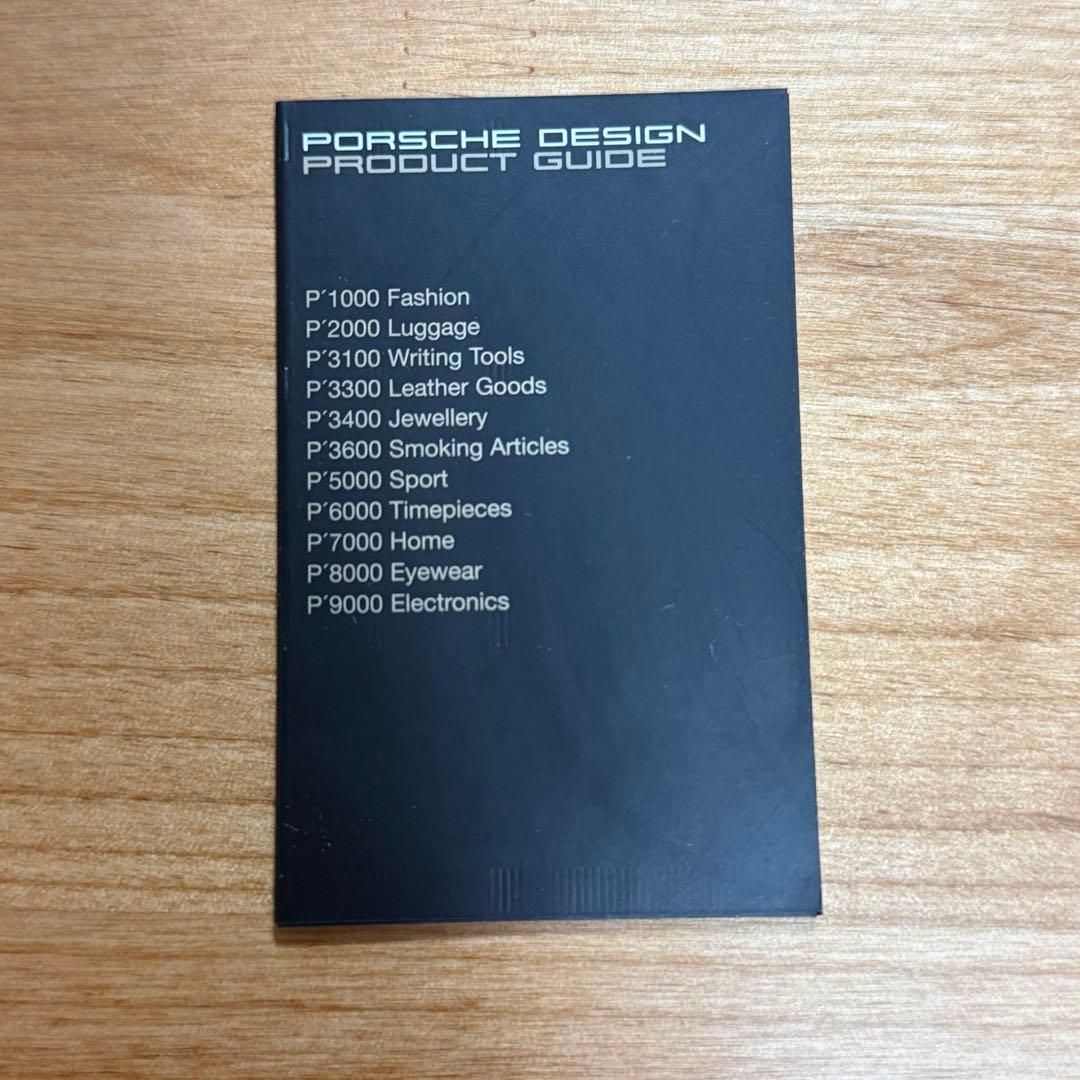 PORSCHE DESIGN
PRODUCT GUIDE
P´1000 Fashion
P´2000 Luggage
P´3100 Writing Tools
P´3300 Leather Goods
P´3400 Jewellery
P´3600 Smoking Articles
P´5000 Sport
P´6000 Timepieces
P´7000 Home
P´8000 Eyewear
P´9000 Electronics